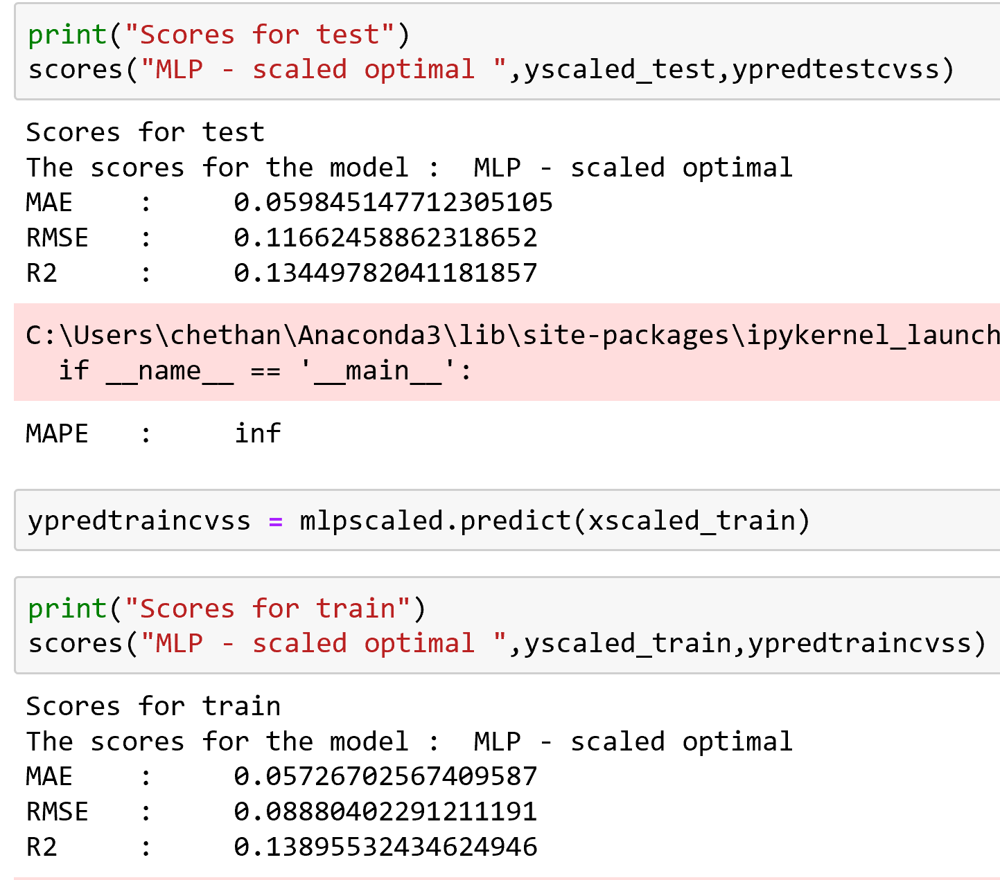 print("Scores for test")
scores("MLP - scaled optimal ",yscaled_test,ypredtestcvss)
Scores for test
The scores for the model :  MLP - scaled optimal
MAE    :     0.059845147712305105
RMSE   :     0.11662458862318652
R2     :     0.13449782041181857
C:\Users\chethan\Anaconda3\lib\site-packages\ipykernel_launch
  if __name__ == '__main__':
MAPE   :     inf
ypredtraincvss = mlpscaled.predict(xscaled_train)
print("Scores for train")
scores("MLP - scaled optimal ",yscaled_train,ypredtraincvss)
Scores for train
The scores for the model :  MLP - scaled optimal
MAE    :     0.05726702567409587
RMSE   :     0.08880402291211191
R2     :     0.13895532434624946